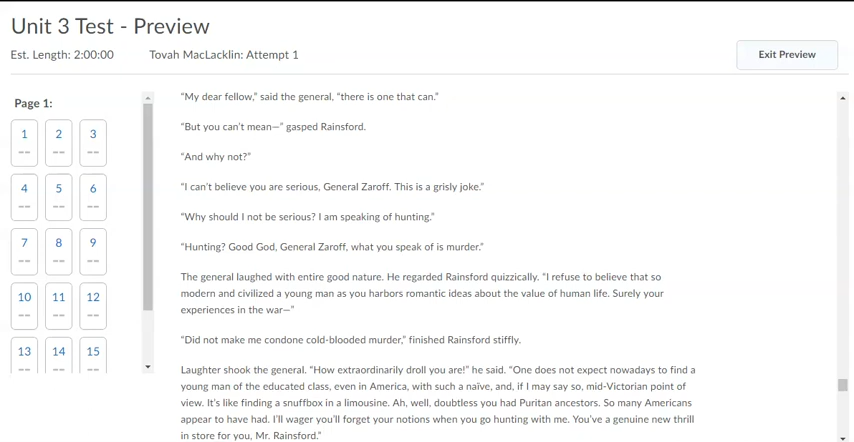 Unit 3 Test - Preview
Est. Length: 2:00:00 Tovah MacLacklin: Attempt 1
Exit Preview
Page 1:
1 2 3
-- -- --
4 5 6
-- -- --
7 8 9
-- -- --
10 11 12
-- -- --
13 14 15
-- -- --
“My dear fellow,” said the general, “there is one that can.”
“But you can’t mean—” gasped Rainsford.
“And why not?”
“I can’t believe you are serious, General Zaroff. This is a grisly joke.”
“Why should I not be serious? I am speaking of hunting.”
“Hunting? Good God, General Zaroff, what you speak of is murder.”
The general laughed with entire good nature. He regarded Rainsford quizzically. “I refuse to believe that so
modern and civilized a young man as you harbors romantic ideas about the value of human life. Surely your
experiences in the war—”
“Did not make me condone cold-blooded murder,” finished Rainsford stiffly.
Laughter shook the general. “How extraordinarily droll you are!” he said. “One does not expect nowadays to find a
young man of the educated class, even in America, with such a naïve, and, if I may say so, mid-Victorian point of
view. It’s like finding a snuffbox in a limousine. Ah, well, doubtless you had Puritan ancestors. So many Americans
appear to have had. I’ll wager you’ll forget your notions when you go hunting with me. You’ve a genuine new thrill
in store for you, Mr. Rainsford.”